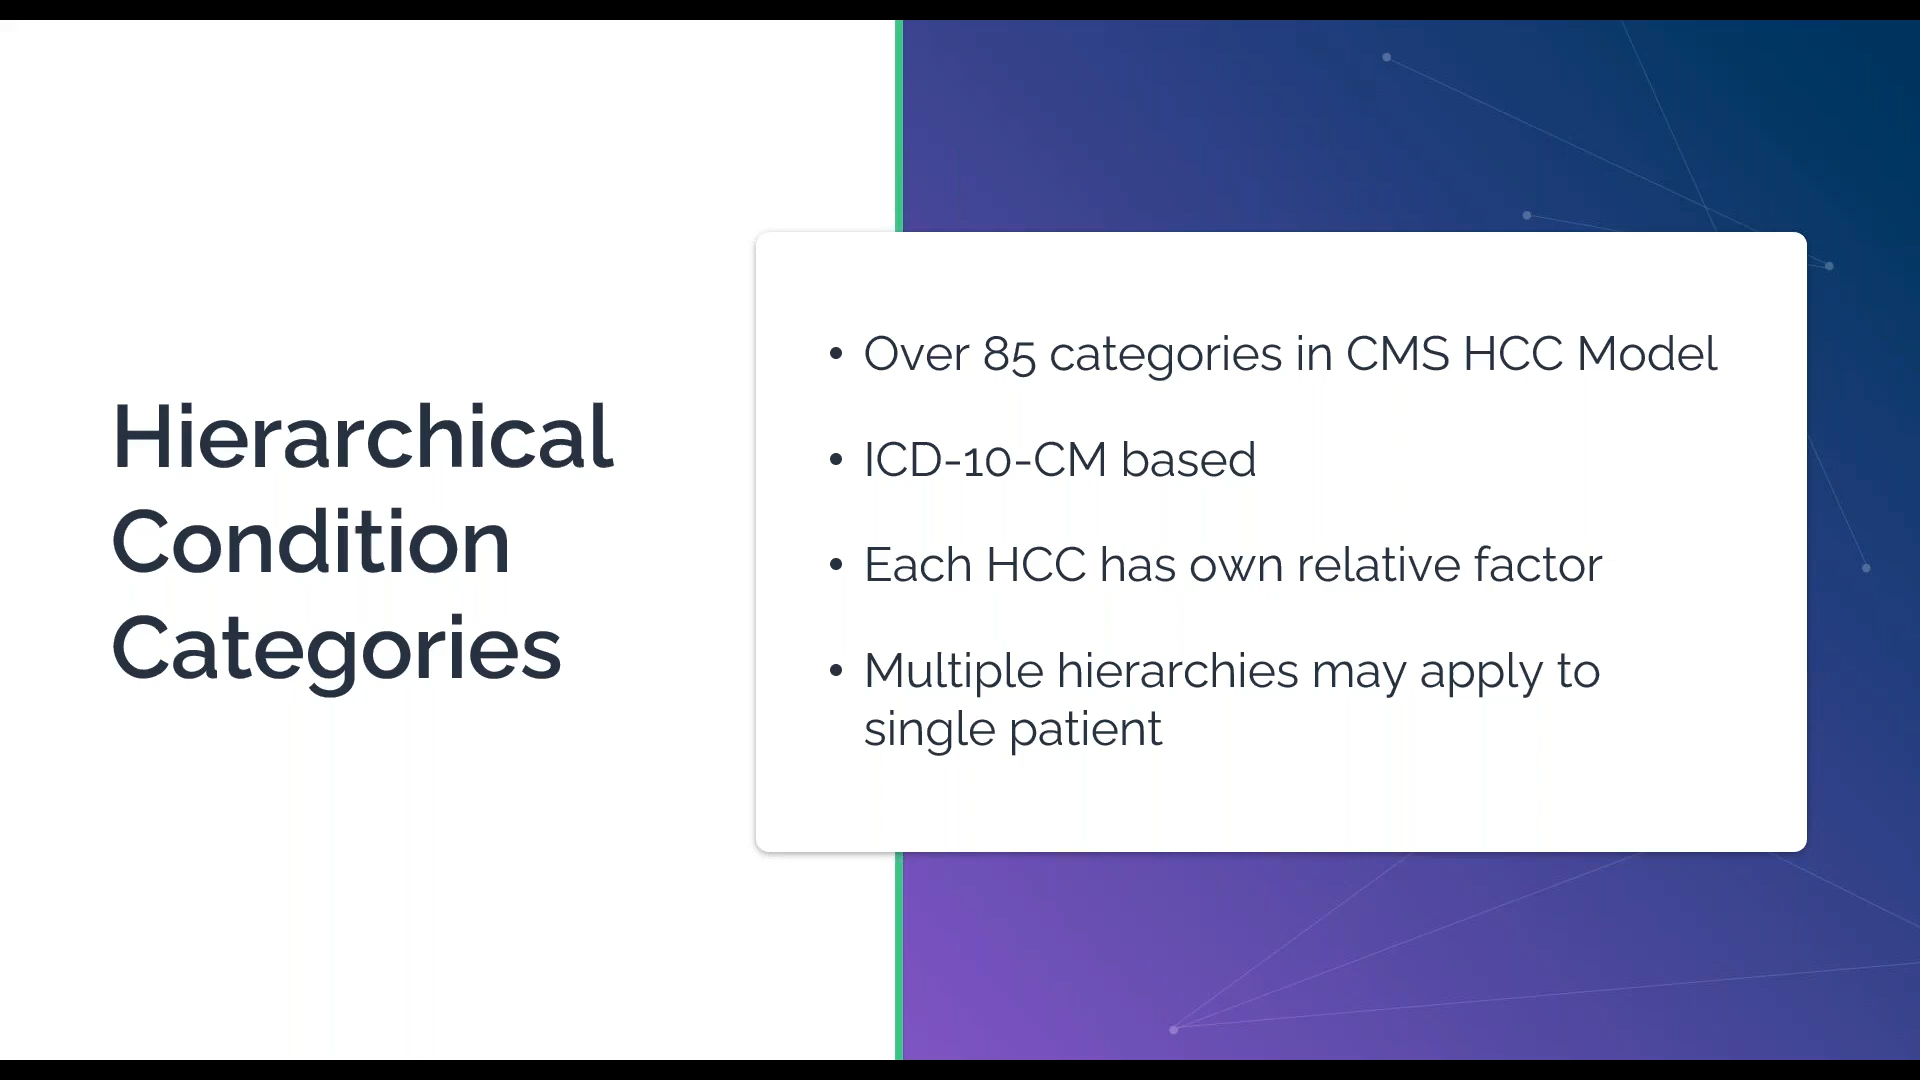 Hierarchical
Condition
Categories
• Over 85 categories in CMS HCC Model
• ICD-10-CM based
• Each HCC has own relative factor
• Multiple hierarchies may apply to
single patient